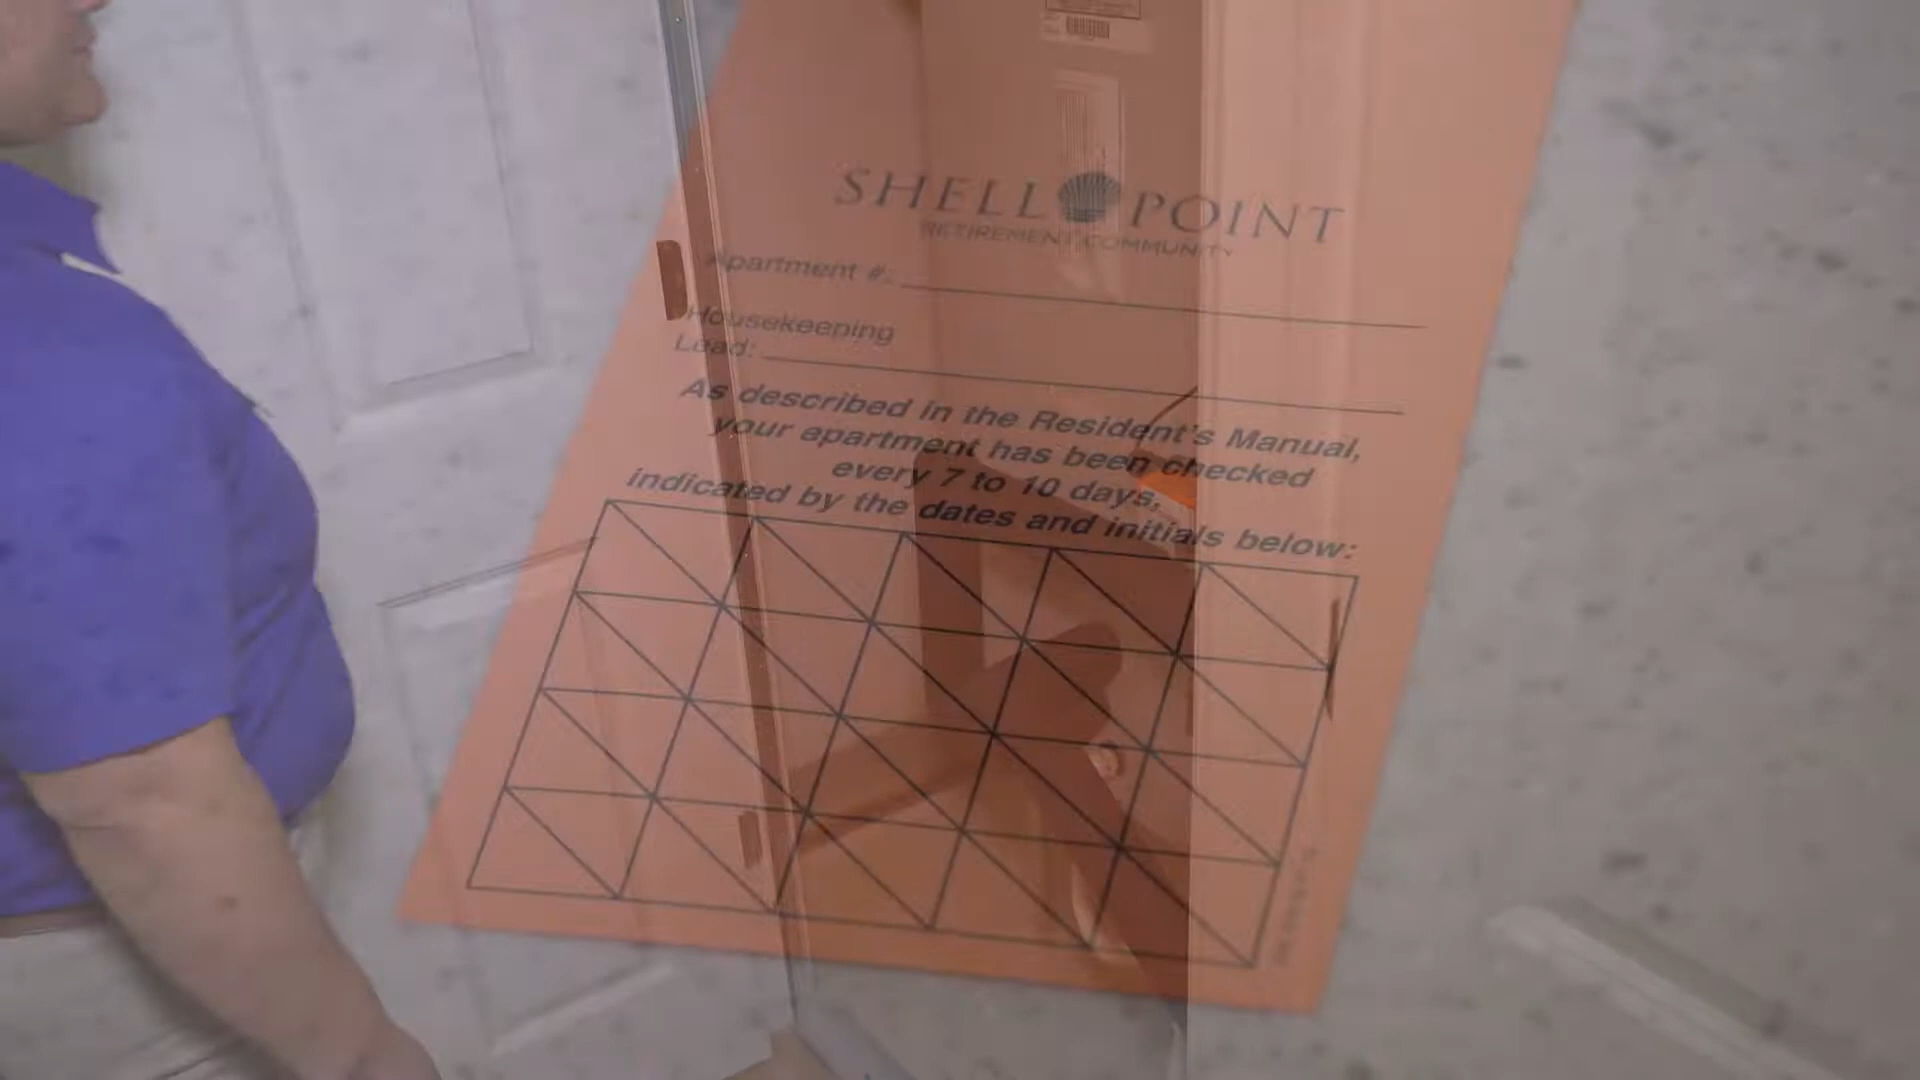 SHELL POINT
RETIREMENT COMMUNITY
Apartment #:
Housekeeping
Lead:
As described in the Resident's Manual,
your apartment has been checked
every 7 to 10 days,
indicated by the dates and initials below: